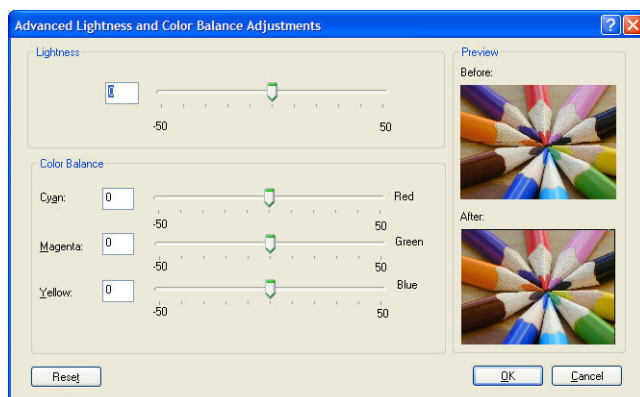 Advanced Lightness and Color Balance Adjustments
Lightness
0
-50 50
Color Balance
Cyan: 0 Red
-50 50
Magenta: 0 Green
-50 50
Yellow: 0 Blue
-50 50
Preview
Before:
After:
Reset
OK
Cancel